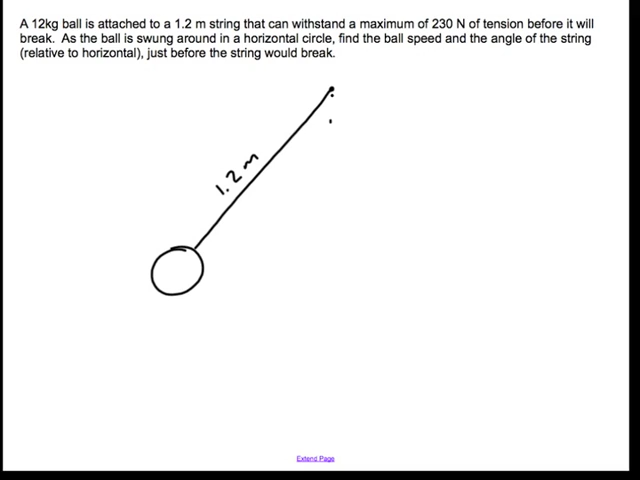 A 12kg ball is attached to a 1.2 m string that can withstand a maximum of 230 N of tension before it will
break.  As the ball is swung around in a horizontal circle, find the ball speed and the angle of the string
(relative to horizontal), just before the string would break.
1.2 m
Extend Page